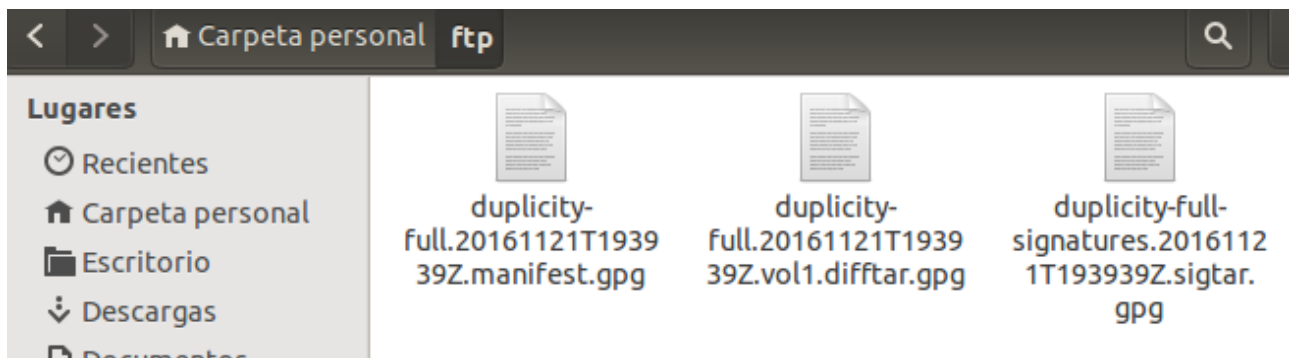 Carpeta personal ftp
Lugares
Recientes
Carpeta personal
Escritorio
Descargas
Documentos
duplicity-
full.20161121T1939
39Z.manifest.gpg
duplicity-
full.20161121T1939
39Z.vol1.difftar.gpg
duplicity-full-
signatures.2016112
1T193939Z.sigtar.
gpg